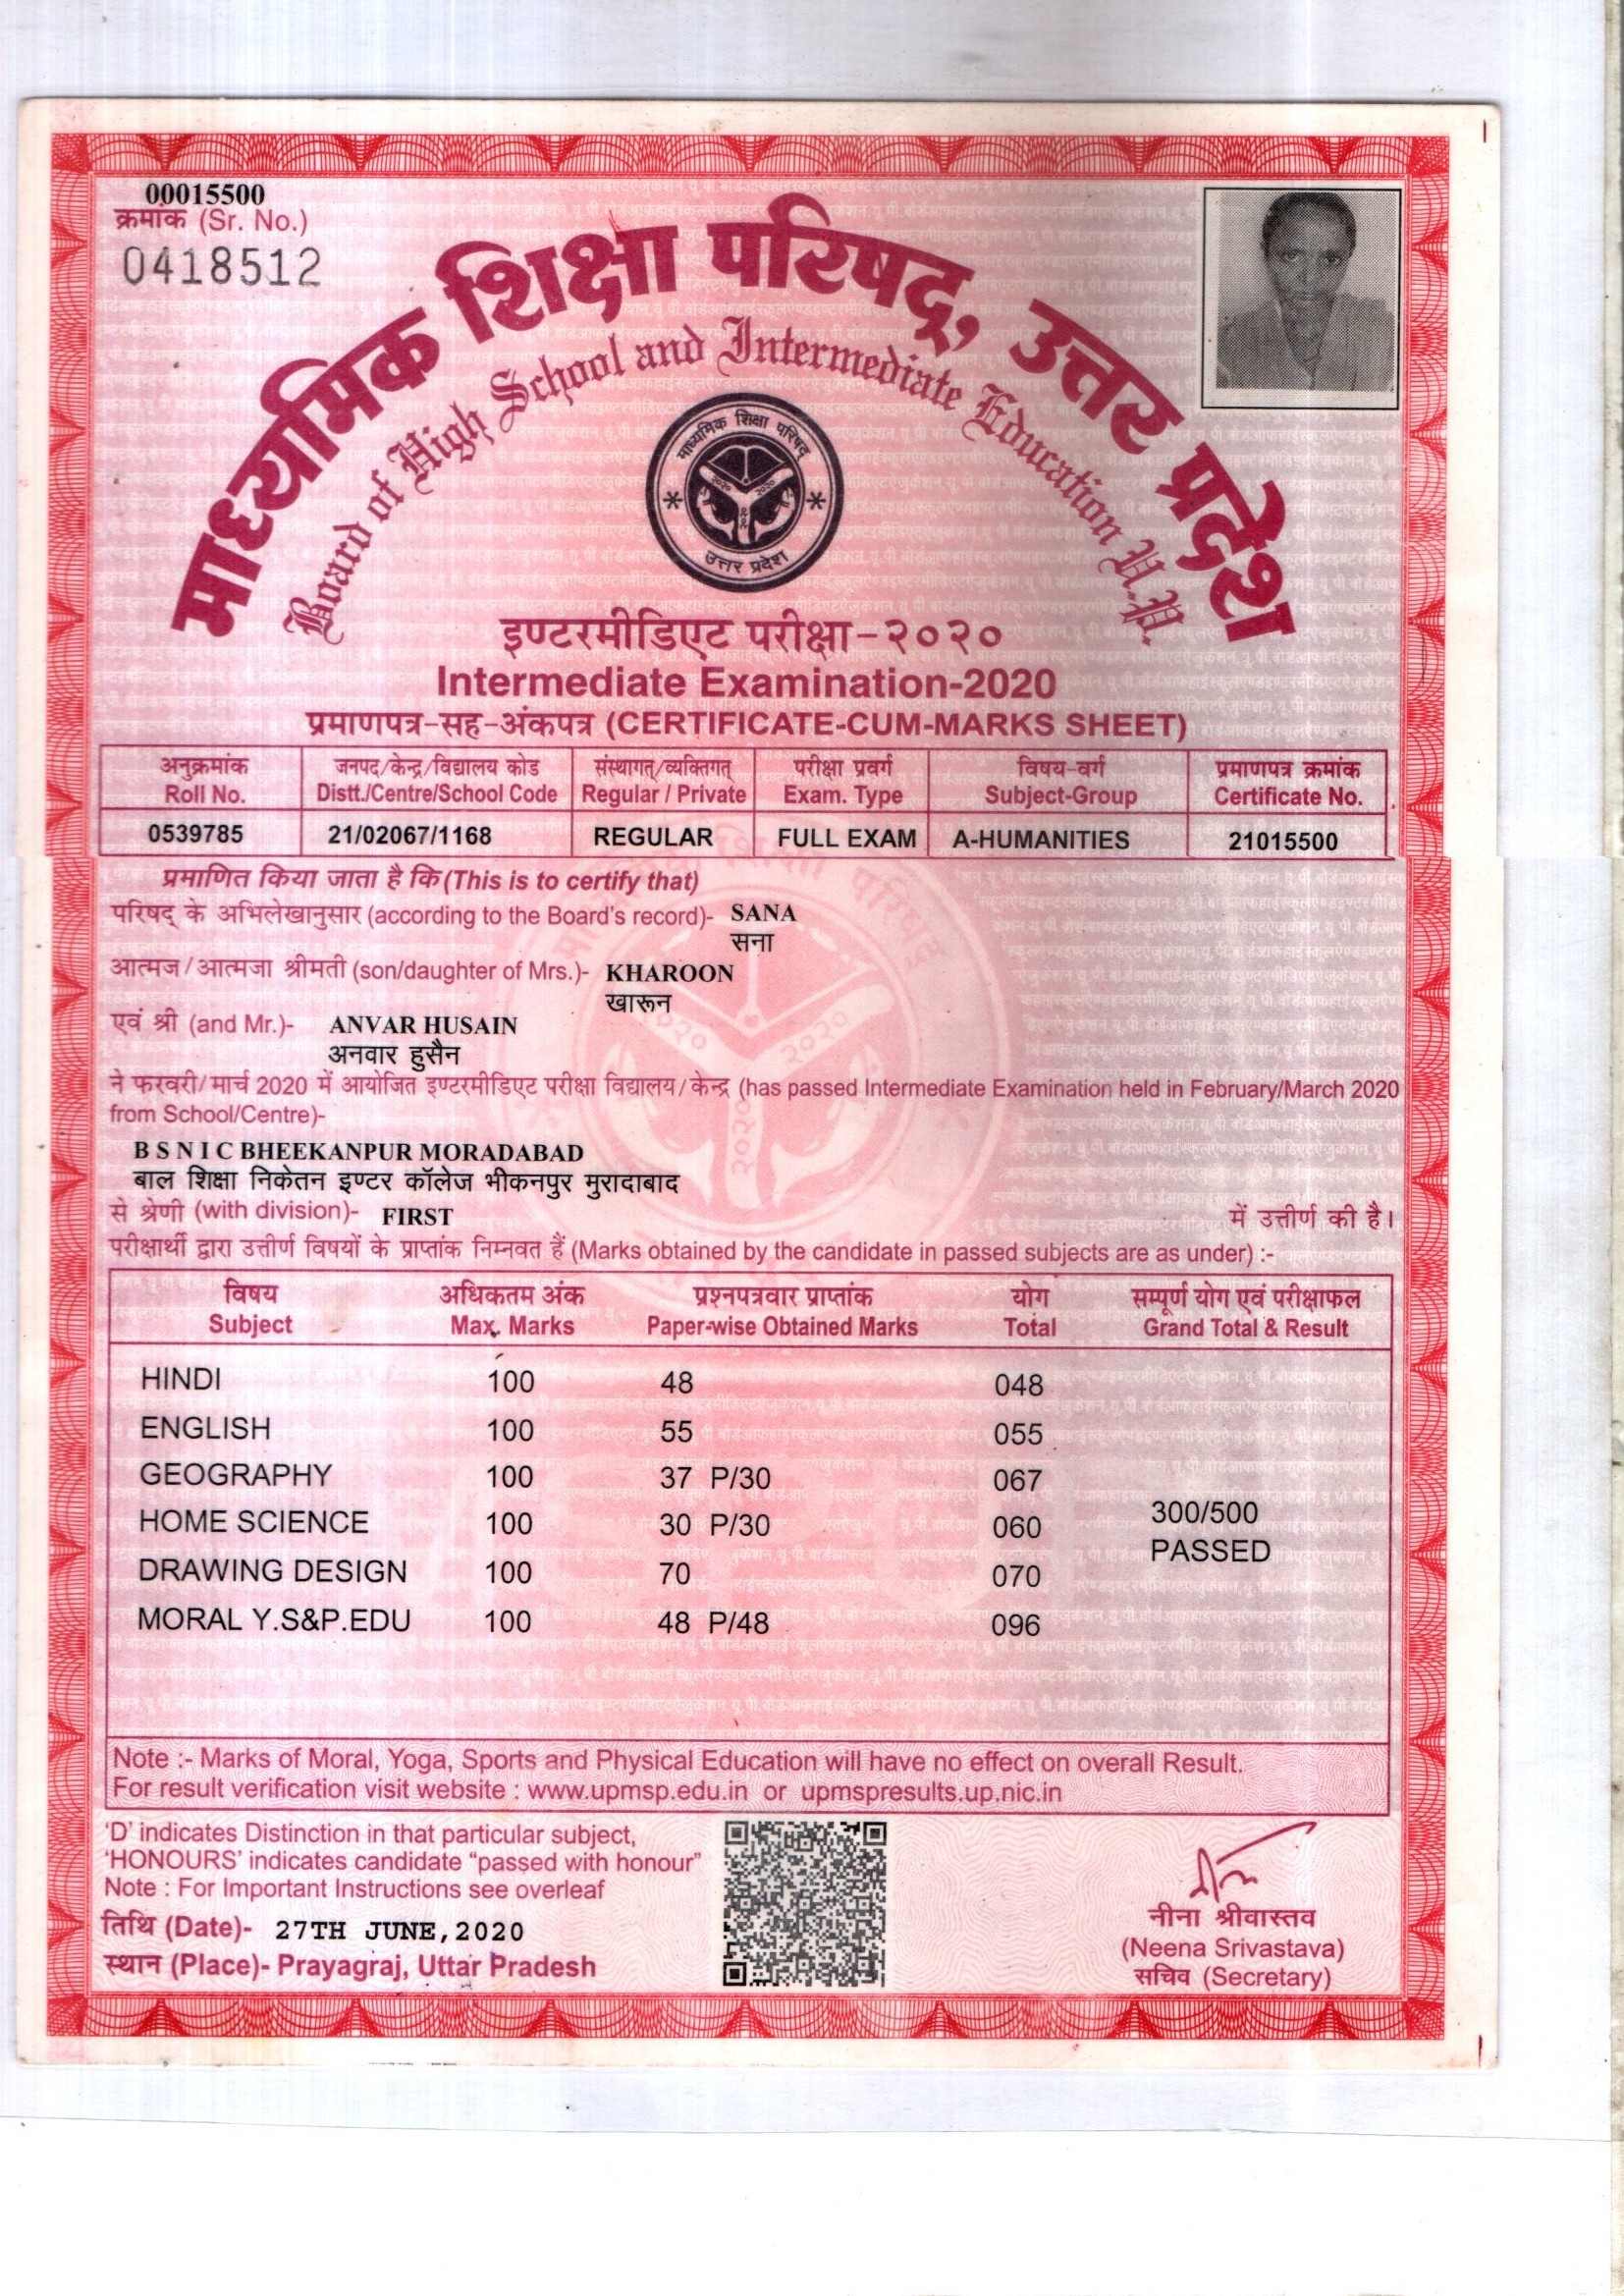 00015500
क्रमांक (Sr. No.)
0418512
माध्यमिक शिक्षा परिषद्, उत्तर प्रदेश
Board of High School and Intermediate Education U.P.
माध्यमिक शिक्षा परिषद्
उत्तर प्रदेश
इण्टरमीडिएट परीक्षा-२०२०
Intermediate Examination-2020
प्रमाणपत्र-सह-अंकपत्र (CERTIFICATE-CUM-MARKS SHEET)
अनुक्रमांक जनपद/केन्द्र/विद्यालय कोड संस्थागत्/व्यक्तिगत् परीक्षा प्रवर्ग विषय-वर्ग प्रमाणपत्र क्रमांक
Roll No. Distt./Centre/School Code Regular / Private Exam. Type Subject-Group Certificate No.
0539785 21/02067/1168 REGULAR FULL EXAM A-HUMANITIES 21015500
प्रमाणित किया जाता है कि (This is to certify that)
परिषद् के अभिलेखानुसार (according to the Board's record)- SANA
सना
आत्मज/आत्मजा श्रीमती (son/daughter of Mrs.)- KHAROON
खारून
एवं श्री (and Mr.)- ANVAR HUSAIN
अनवार हुसैन
ने फरवरी/मार्च 2020 में आयोजित इण्टरमीडिएट परीक्षा विद्यालय/केन्द्र (has passed Intermediate Examination held in February/March 2020
from School/Centre)-
B S N I C BHEEKANPUR MORADABAD
बाल शिक्षा निकेतन इण्टर कॉलेज भीकनपुर मुरादाबाद
से श्रेणी (with division)- FIRST में उत्तीर्ण की है।
परीक्षार्थी द्वारा उत्तीर्ण विषयों के प्राप्तांक निम्नवत हैं (Marks obtained by the candidate in passed subjects are as under) :-
विषय अधिकतम अंक प्रश्नपत्रवार प्राप्तांक योग सम्पूर्ण योग एवं परीक्षाफल
Subject Max. Marks Paper-wise Obtained Marks Total Grand Total & Result
HINDI 100 48 048
ENGLISH 100 55 055
GEOGRAPHY 100 37 P/30 067
HOME SCIENCE 100 30 P/30 060
300/500
PASSED
DRAWING DESIGN 100 70 070
MORAL Y.S&P.EDU 100 48 P/48 096
Note :- Marks of Moral, Yoga, Sports and Physical Education will have no effect on overall Result.
For result verification visit website : www.upmsp.edu.in or upmspresults.up.nic.in
'D' indicates Distinction in that particular subject,
'HONOURS' indicates candidate "passed with honour"
Note : For Important Instructions see overleaf
तिथि (Date)- 27TH JUNE, 2020
स्थान (Place)- Prayagraj, Uttar Pradesh
नीना श्रीवास्तव
(Neena Srivastava)
सचिव (Secretary)